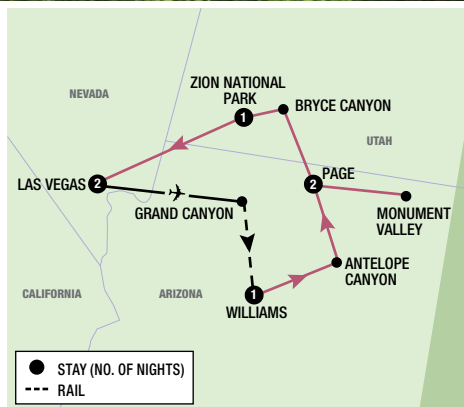 ZION NATIONAL
PARK
NEVADA
1
BRYCE CANYON
UTAH
LAS VEGAS
2
2
PAGE
GRAND CANYON
MONUMENT
VALLEY
ANTELOPE
CANYON
CALIFORNIA
ARIZONA
1
WILLIAMS
STAY (NO. OF NIGHTS)
RAIL